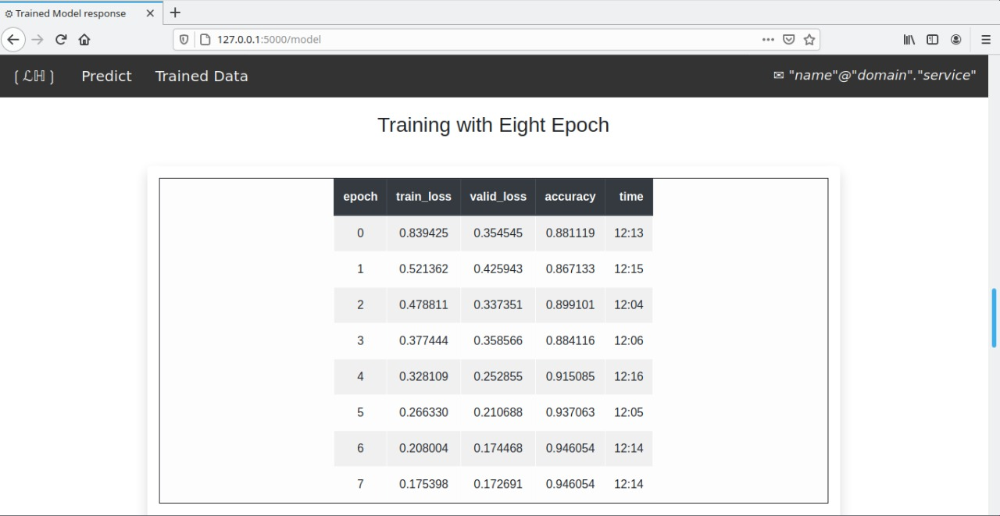 ⚙ Trained Model response
127.0.0.1:5000/model
(ℒℍ) Predict Trained Data ✉ "name"@"domain"."service"
Training with Eight Epoch
epoch train_loss valid_loss accuracy time
0 0.839425 0.354545 0.881119 12:13
1 0.521362 0.425943 0.867133 12:15
2 0.478811 0.337351 0.899101 12:04
3 0.377444 0.358566 0.884116 12:06
4 0.328109 0.252855 0.915085 12:16
5 0.266330 0.210688 0.937063 12:05
6 0.208004 0.174468 0.946054 12:14
7 0.175398 0.172691 0.946054 12:14